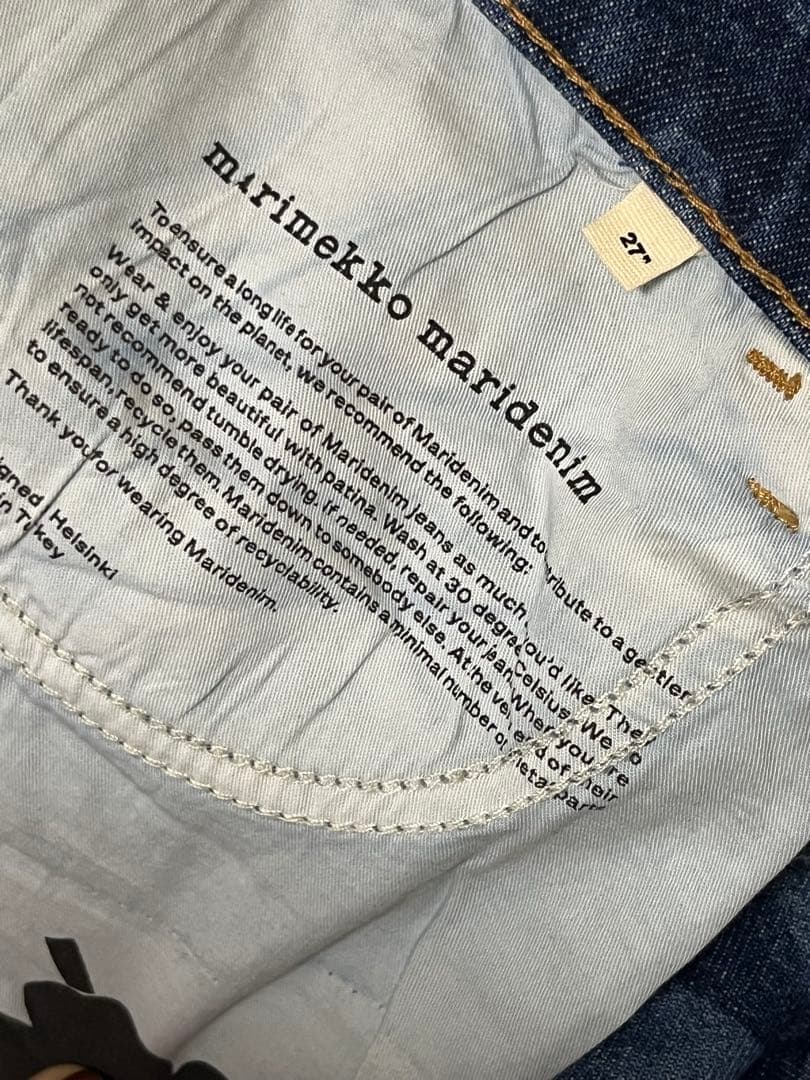 marimekko maridenim
27"
To ensure a long life for your pair of Maridenim and to ribute to a gentler
impact on the planet, we recommend the following:
Wear & enjoy your pair of Maridenim jeans as much ou'd like. They
only get more beautiful with patina. Wash at 30 degrees Celsius. We do
not recommend tumble drying. If needed, repair your jeans. When you're
ready to do so, pass them down to somebody else. At the very end of their
lifespan, recycle them. Maridenim contains a minimal number of metal parts
to ensure a high degree of recyclability.
Thank you for wearing Maridenim.
igned Helsinki
in Tukey